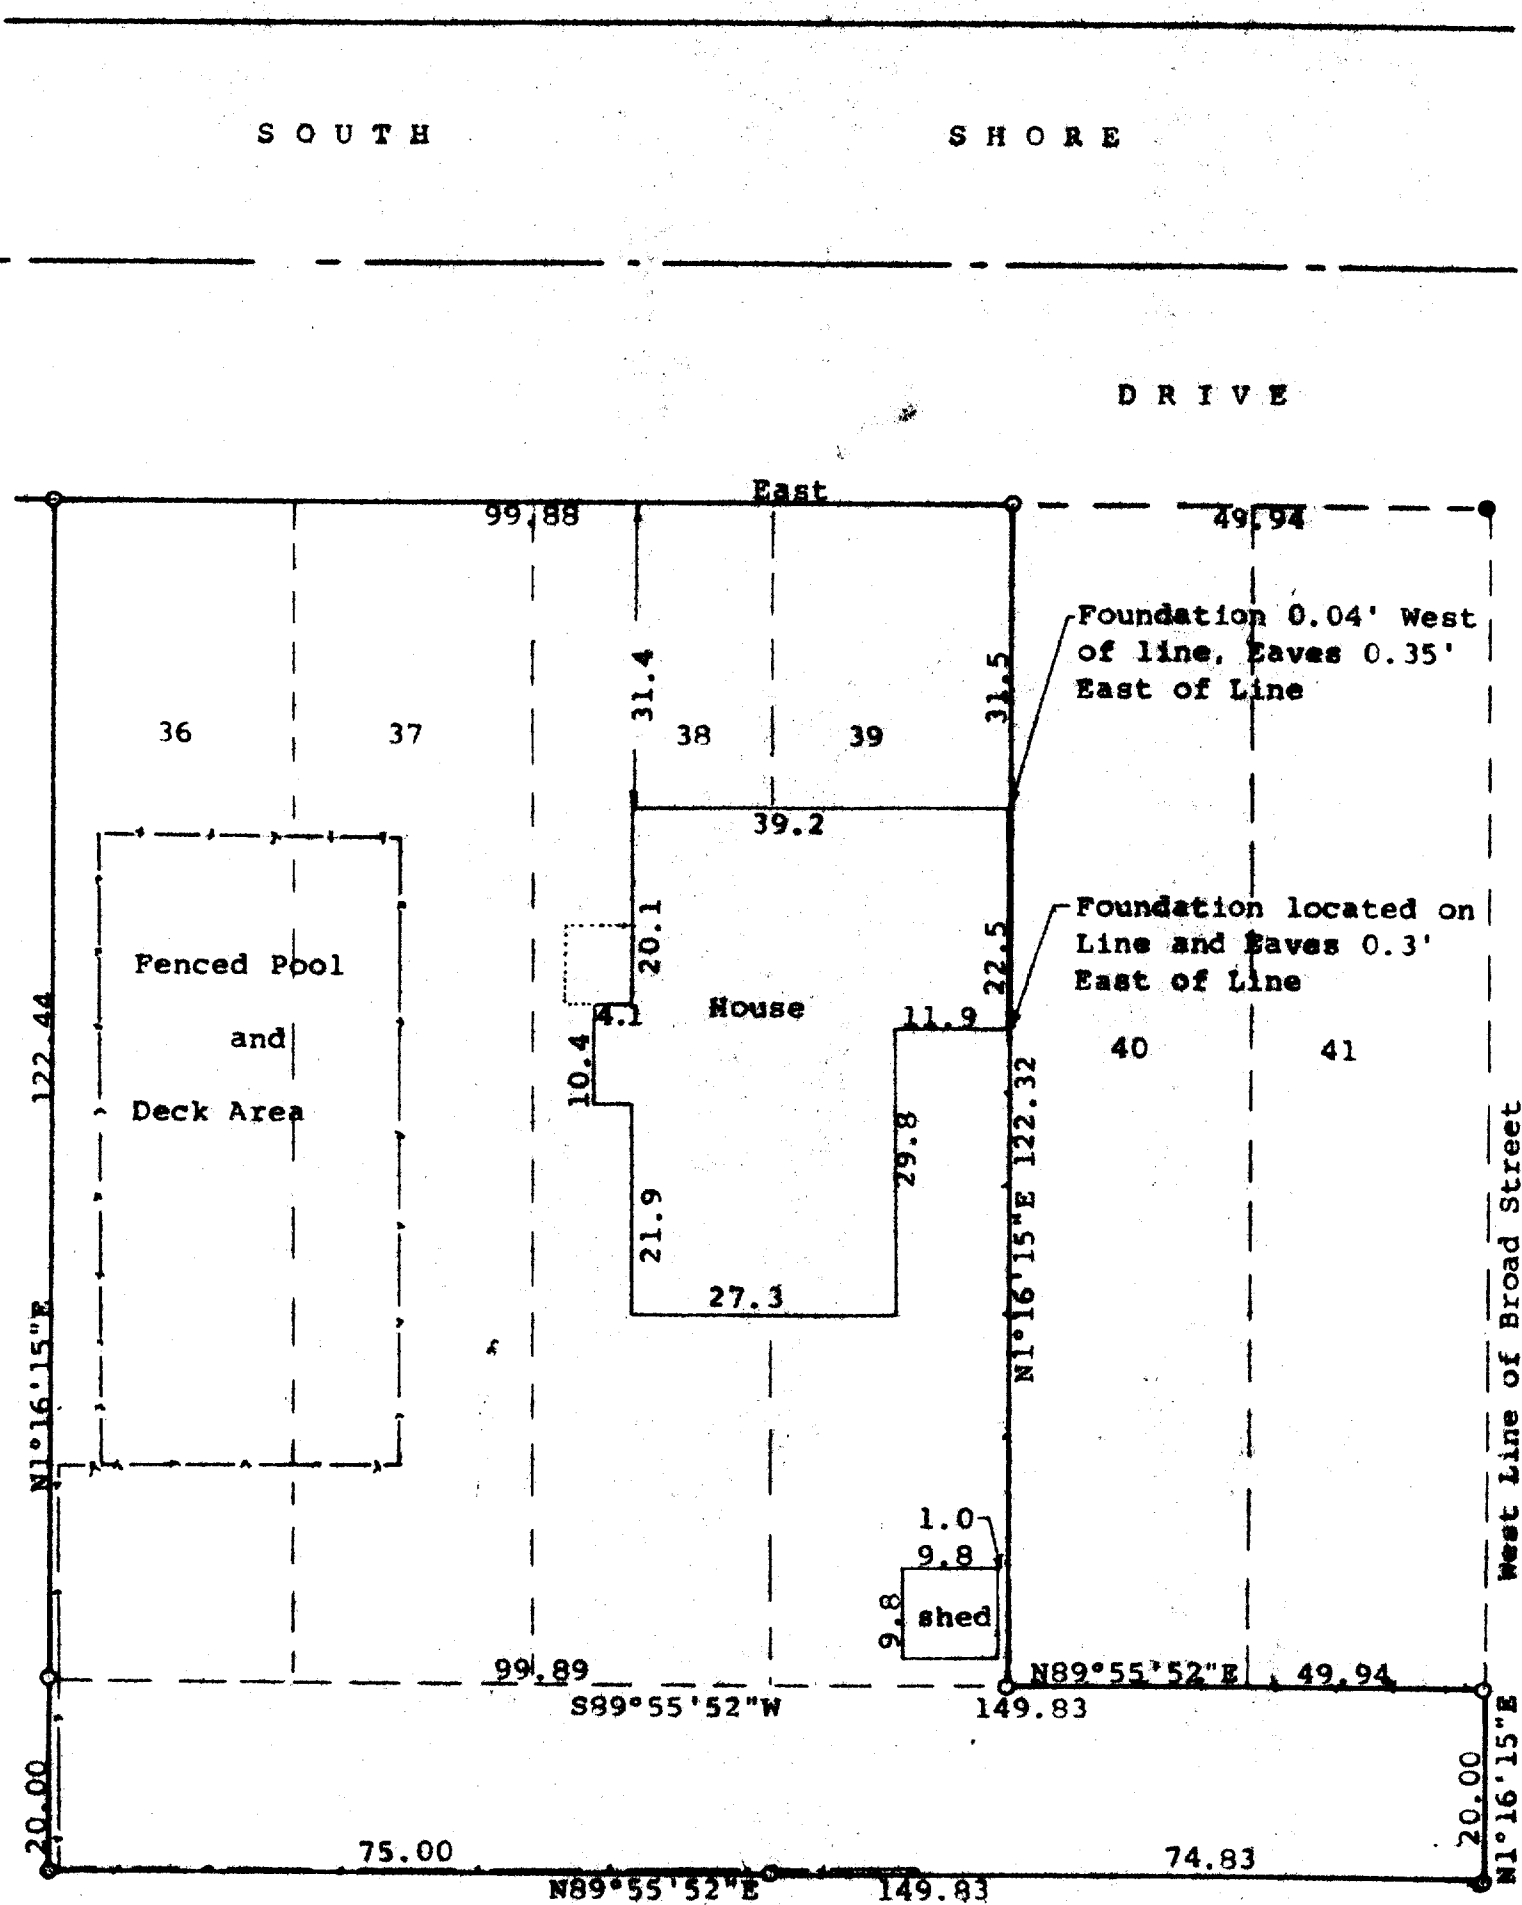 SOUTH SHORE
DRIVE
East
99.88
49.94
Foundation 0.04' West
of line, Eaves 0.35'
East of Line
31.4
31.5
36
37
38
39
39.2
20.1
22.5
Foundation located on
Line and Eaves 0.3'
East of Line
Fenced Pool
and
Deck Area
House
4.1
11.9
10.4
40
41
122.44
N1°16'15"E
29.8
N1°16'15"E 122.32
21.9
27.3
West Line of Broad Street
1.0
9.8
9.8
shed
99.89
S89°55'52"W
N89°55'52"E 49.94
149.83
20.00
20.00
N1°16'15"E
75.00
74.83
N89°55'52"E
149.83